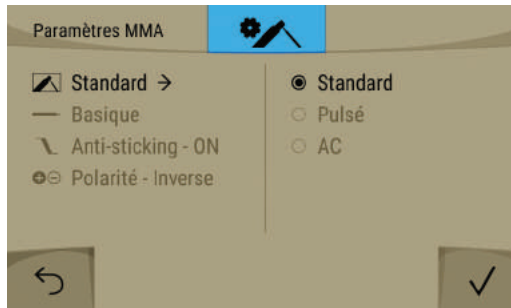 Paramètres MMA
Standard →
Basique
Anti-sticking - ON
Polarité - Inverse
Standard
Pulsé
AC